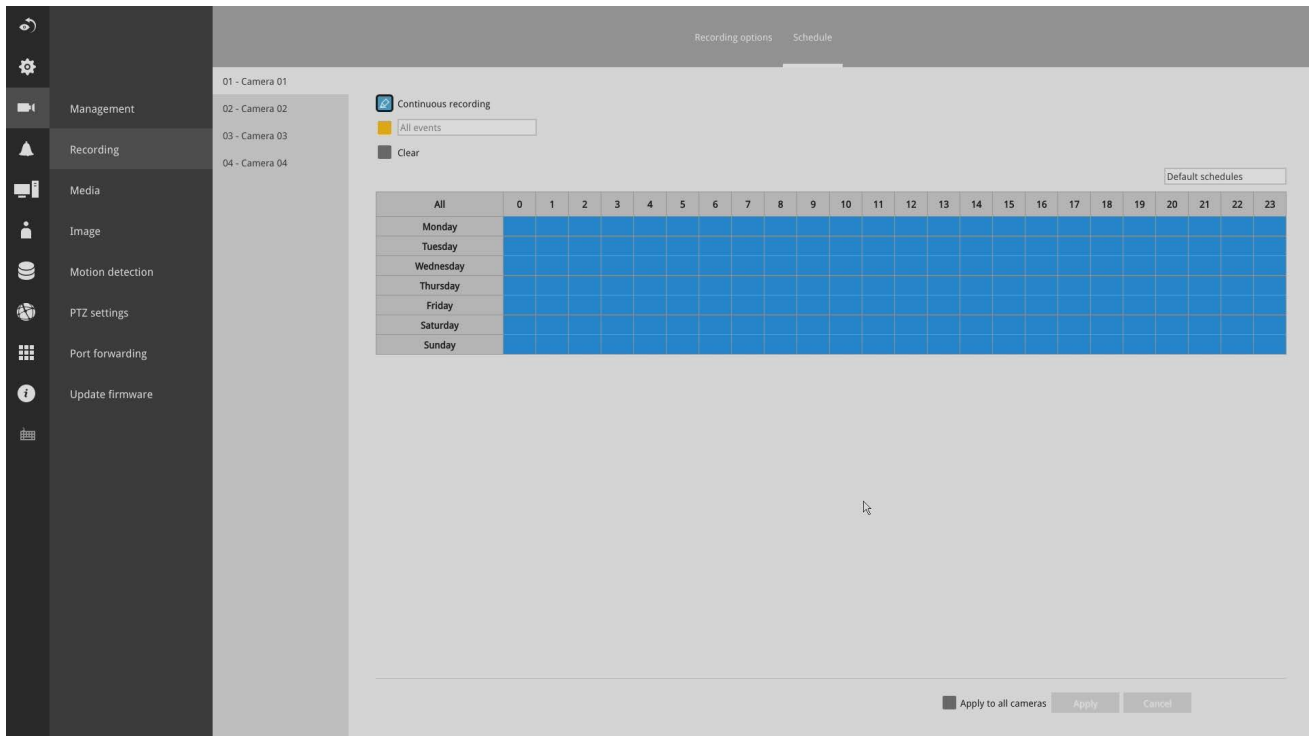 Recording options Schedule
Management
Recording
Media
Image
Motion detection
PTZ settings
Port forwarding
Update firmware
01 - Camera 01
02 - Camera 02
03 - Camera 03
04 - Camera 04
Continuous recording
All events
Clear
Default schedules
All 0 1 2 3 4 5 6 7 8 9 10 11 12 13 14 15 16 17 18 19 20 21 22 23
Monday
Tuesday
Wednesday
Thursday
Friday
Saturday
Sunday
Apply to all cameras Apply Cancel